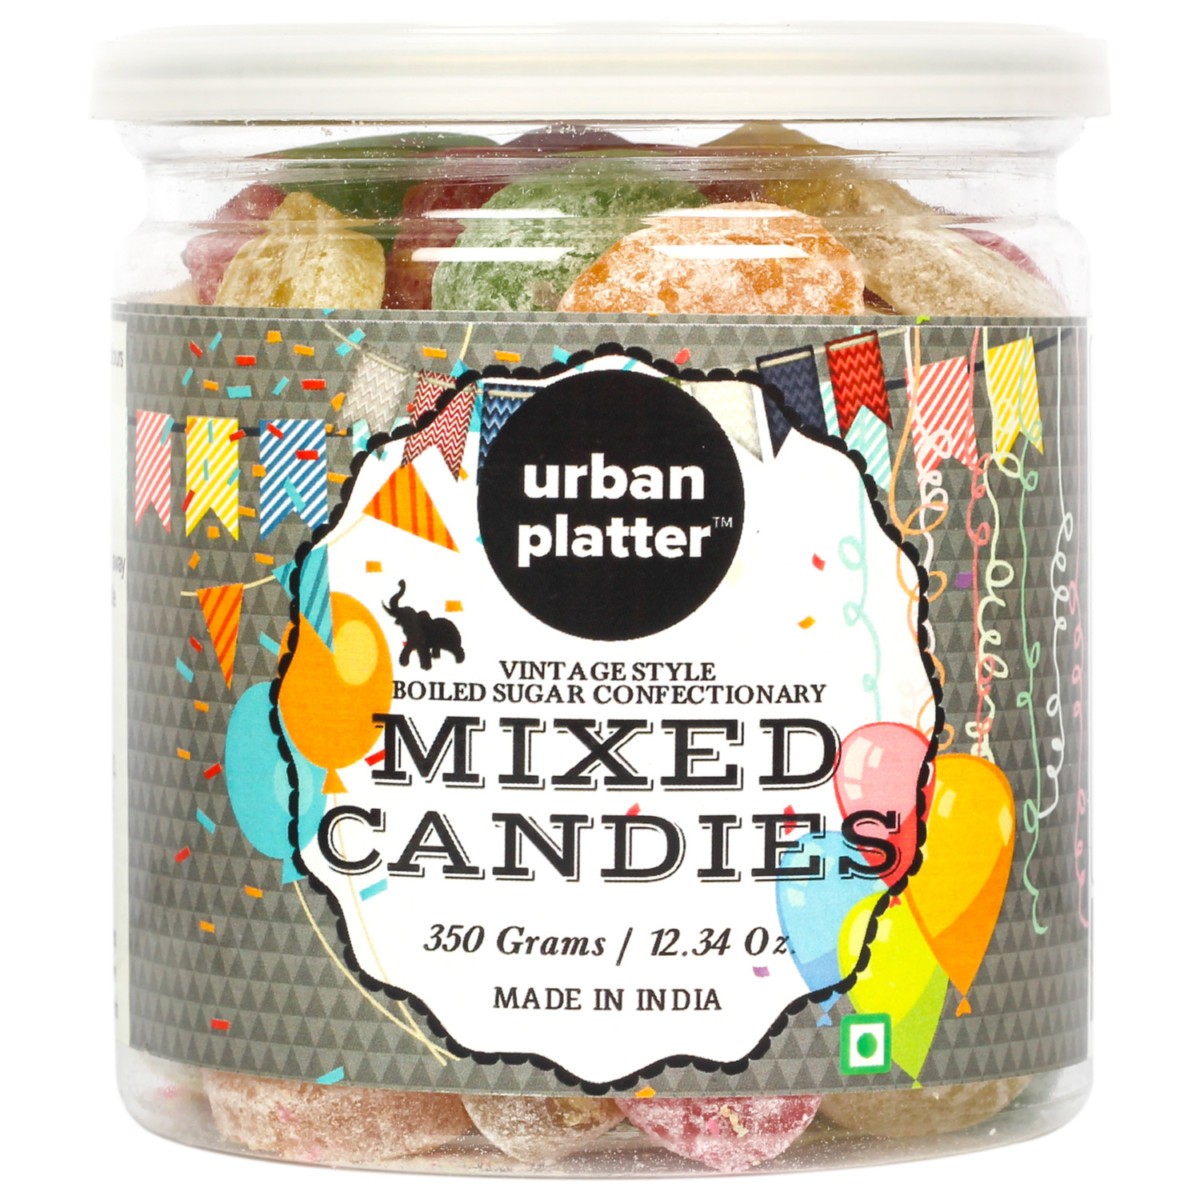 urban
platter™
VINTAGE STYLE
BOILED SUGAR CONFECTIONARY
MIXED
CANDIES
350 Grams / 12.34 Oz.
MADE IN INDIA